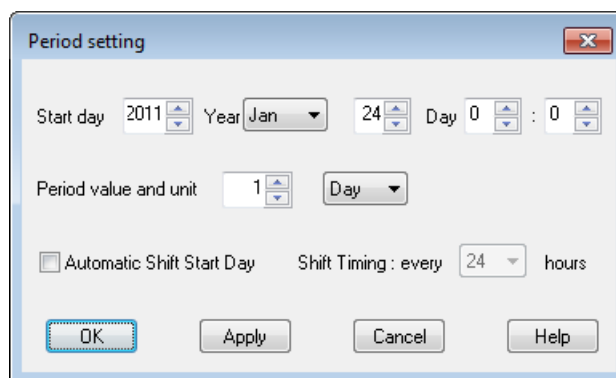 Period setting
Start day 2011 Year Jan 24 Day 0 : 0
Period value and unit 1 Day
Automatic Shift Start Day Shift Timing : every 24 hours
OK Apply Cancel Help